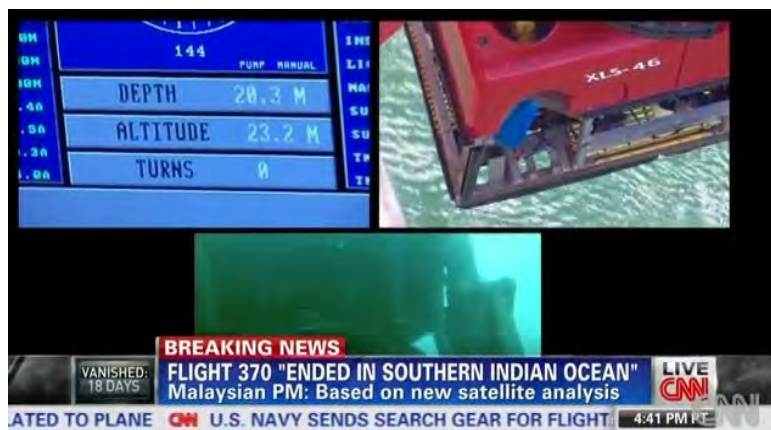 144
PUMP MANUAL
DEPTH 20.3 M
ALTITUDE 23.2 M
TURNS 0
XLS-46
BREAKING NEWS
VANISHED:
18 DAYS
FLIGHT 370 "ENDED IN SOUTHERN INDIAN OCEAN"
Malaysian PM: Based on new satellite analysis
LIVE
CNN
ATED TO PLANE CNN U.S. NAVY SENDS SEARCH GEAR FOR FLIGHT
4:41 PM PT